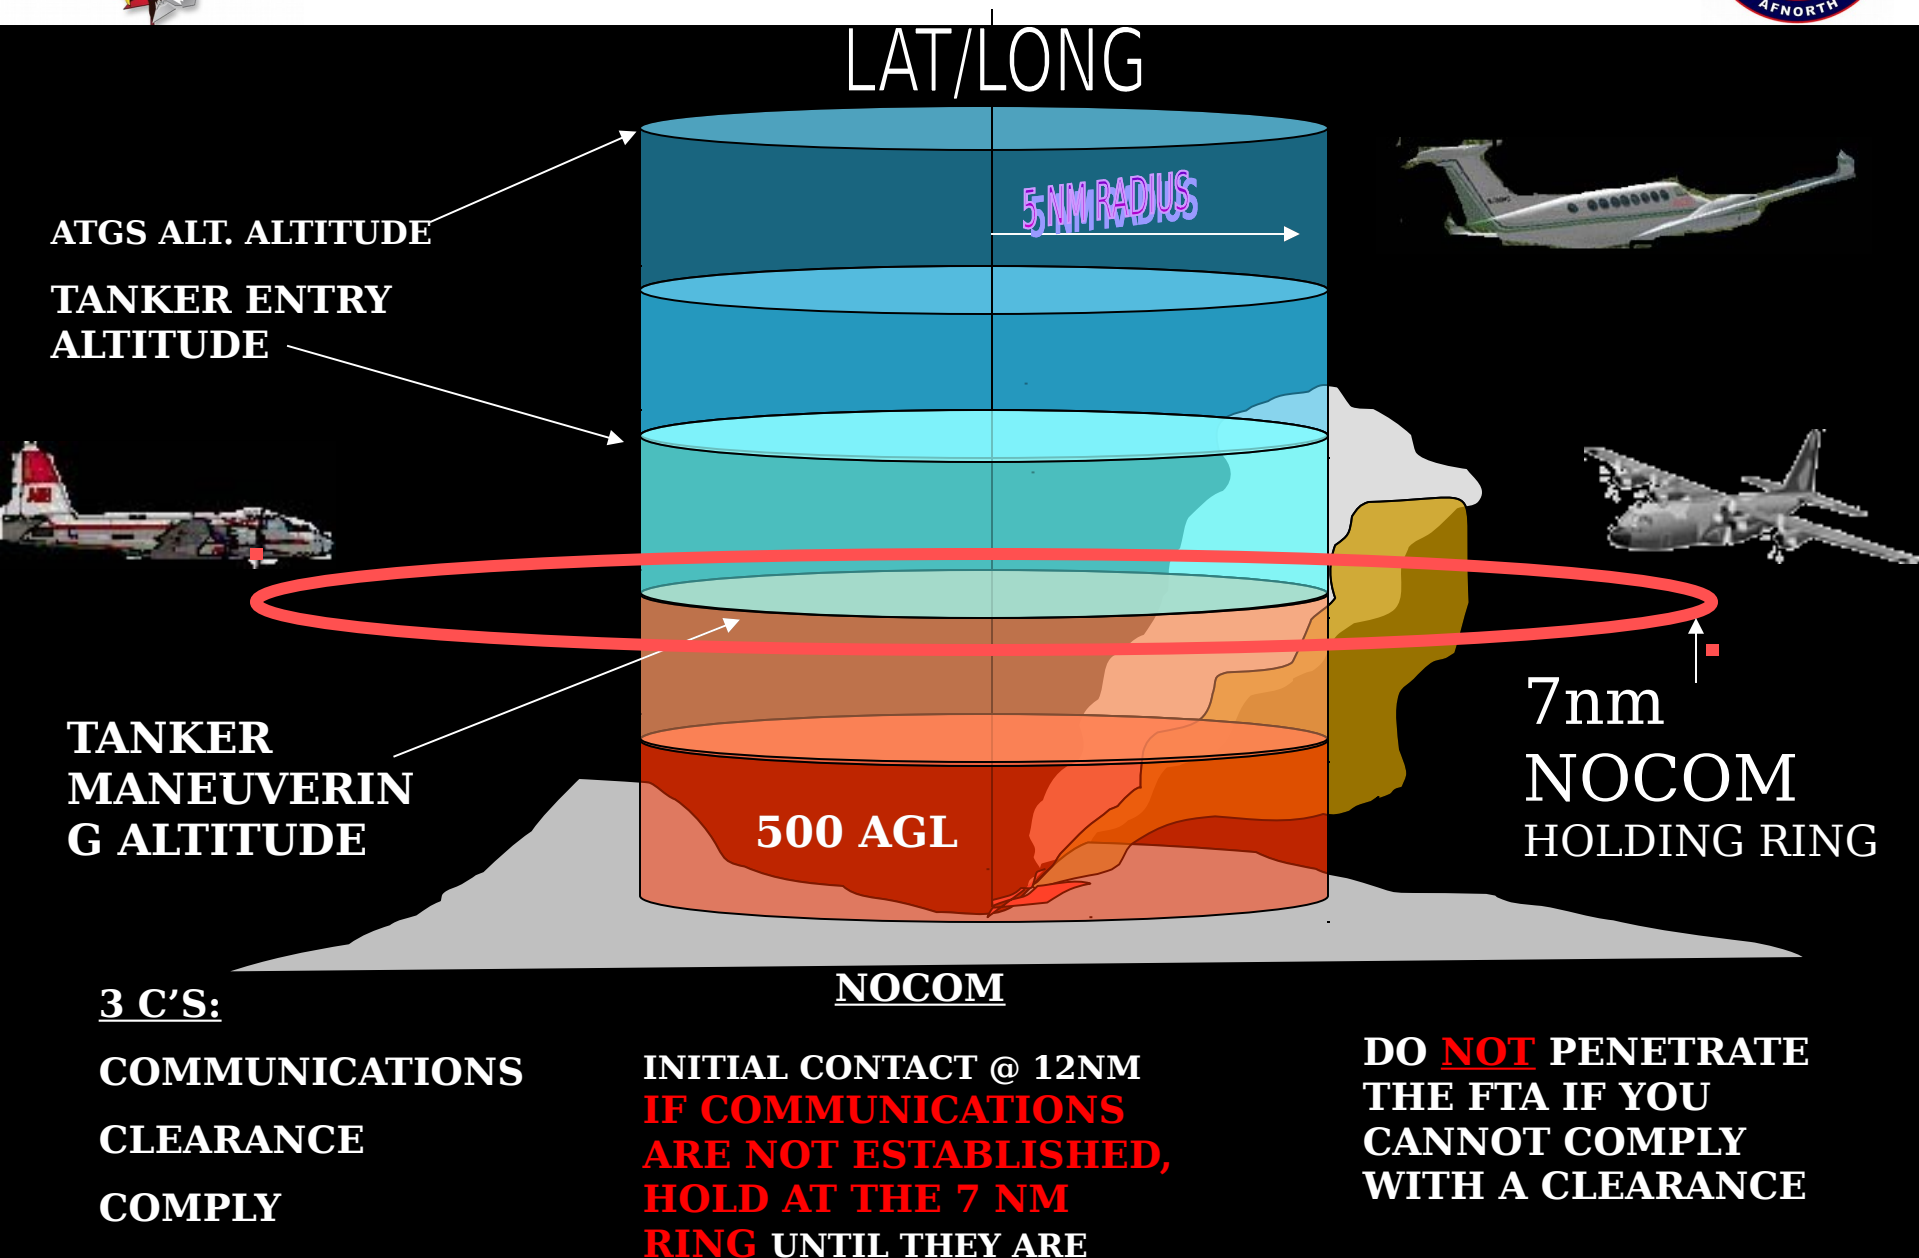 AFNORTH
LAT/LONG
5 NM RADIUS
ATGS ALT. ALTITUDE
TANKER ENTRY
ALTITUDE
TANKER
MANEUVERIN
G ALTITUDE
500 AGL
7nm
NOCOM
HOLDING RING
3 C’S:
COMMUNICATIONS
CLEARANCE
COMPLY
NOCOM
INITIAL CONTACT @ 12NM
IF COMMUNICATIONS
ARE NOT ESTABLISHED,
HOLD AT THE 7 NM
RING UNTIL THEY ARE
DO NOT PENETRATE
THE FTA IF YOU
CANNOT COMPLY
WITH A CLEARANCE